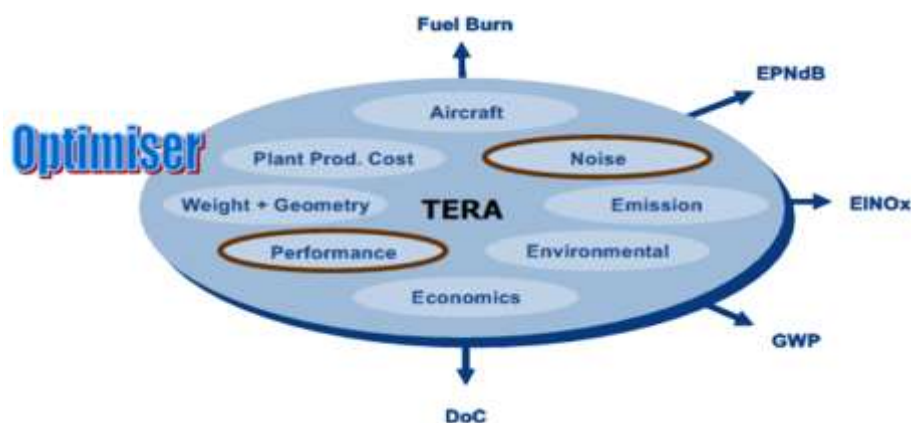 Fuel Burn
EPNdB
Aircraft
Optimiser
Plant Prod. Cost
Noise
Weight + Geometry
TERA
Emission
EINOx
Performance
Environmental
Economics
GWP
DoC